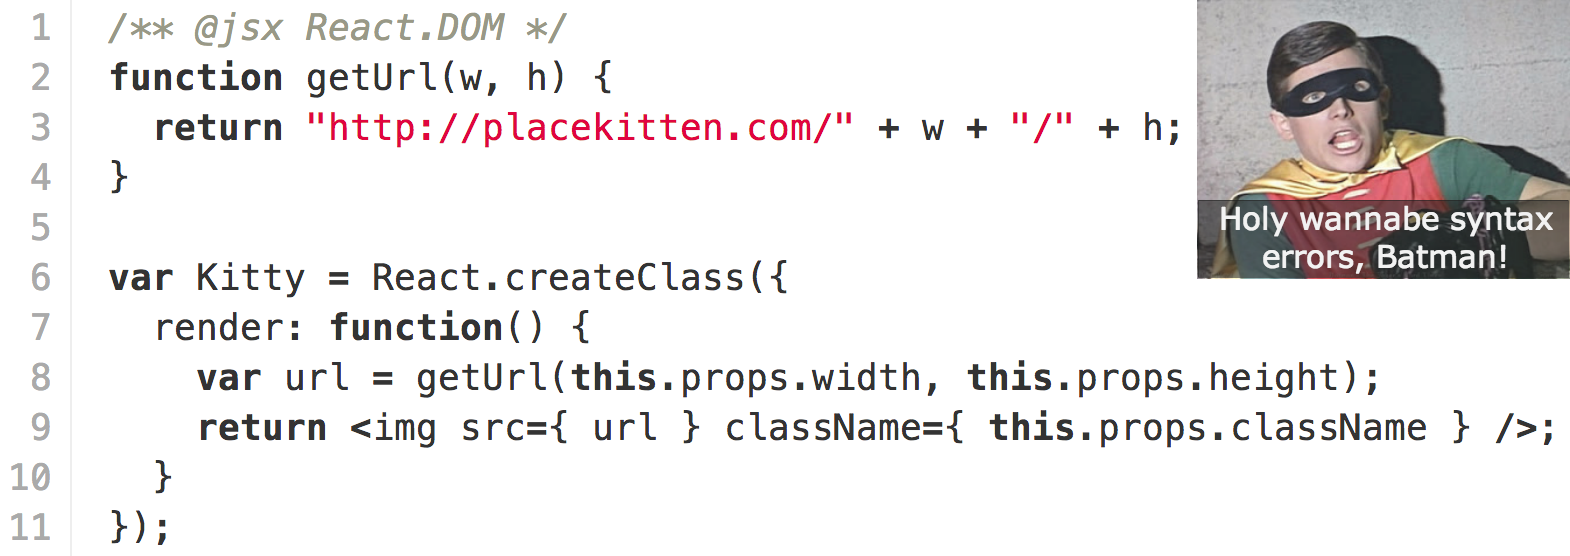 1 /** @jsx React.DOM */
2 function getUrl(w, h) {
3   return "http://placekitten.com/" + w + "/" + h;
4 }
5
6 var Kitty = React.createClass({
7   render: function() {
8     var url = getUrl(this.props.width, this.props.height);
9     return <img src={ url } className={ this.props.className } />;
10   }
11 });
Holy wannabe syntax
errors, Batman!